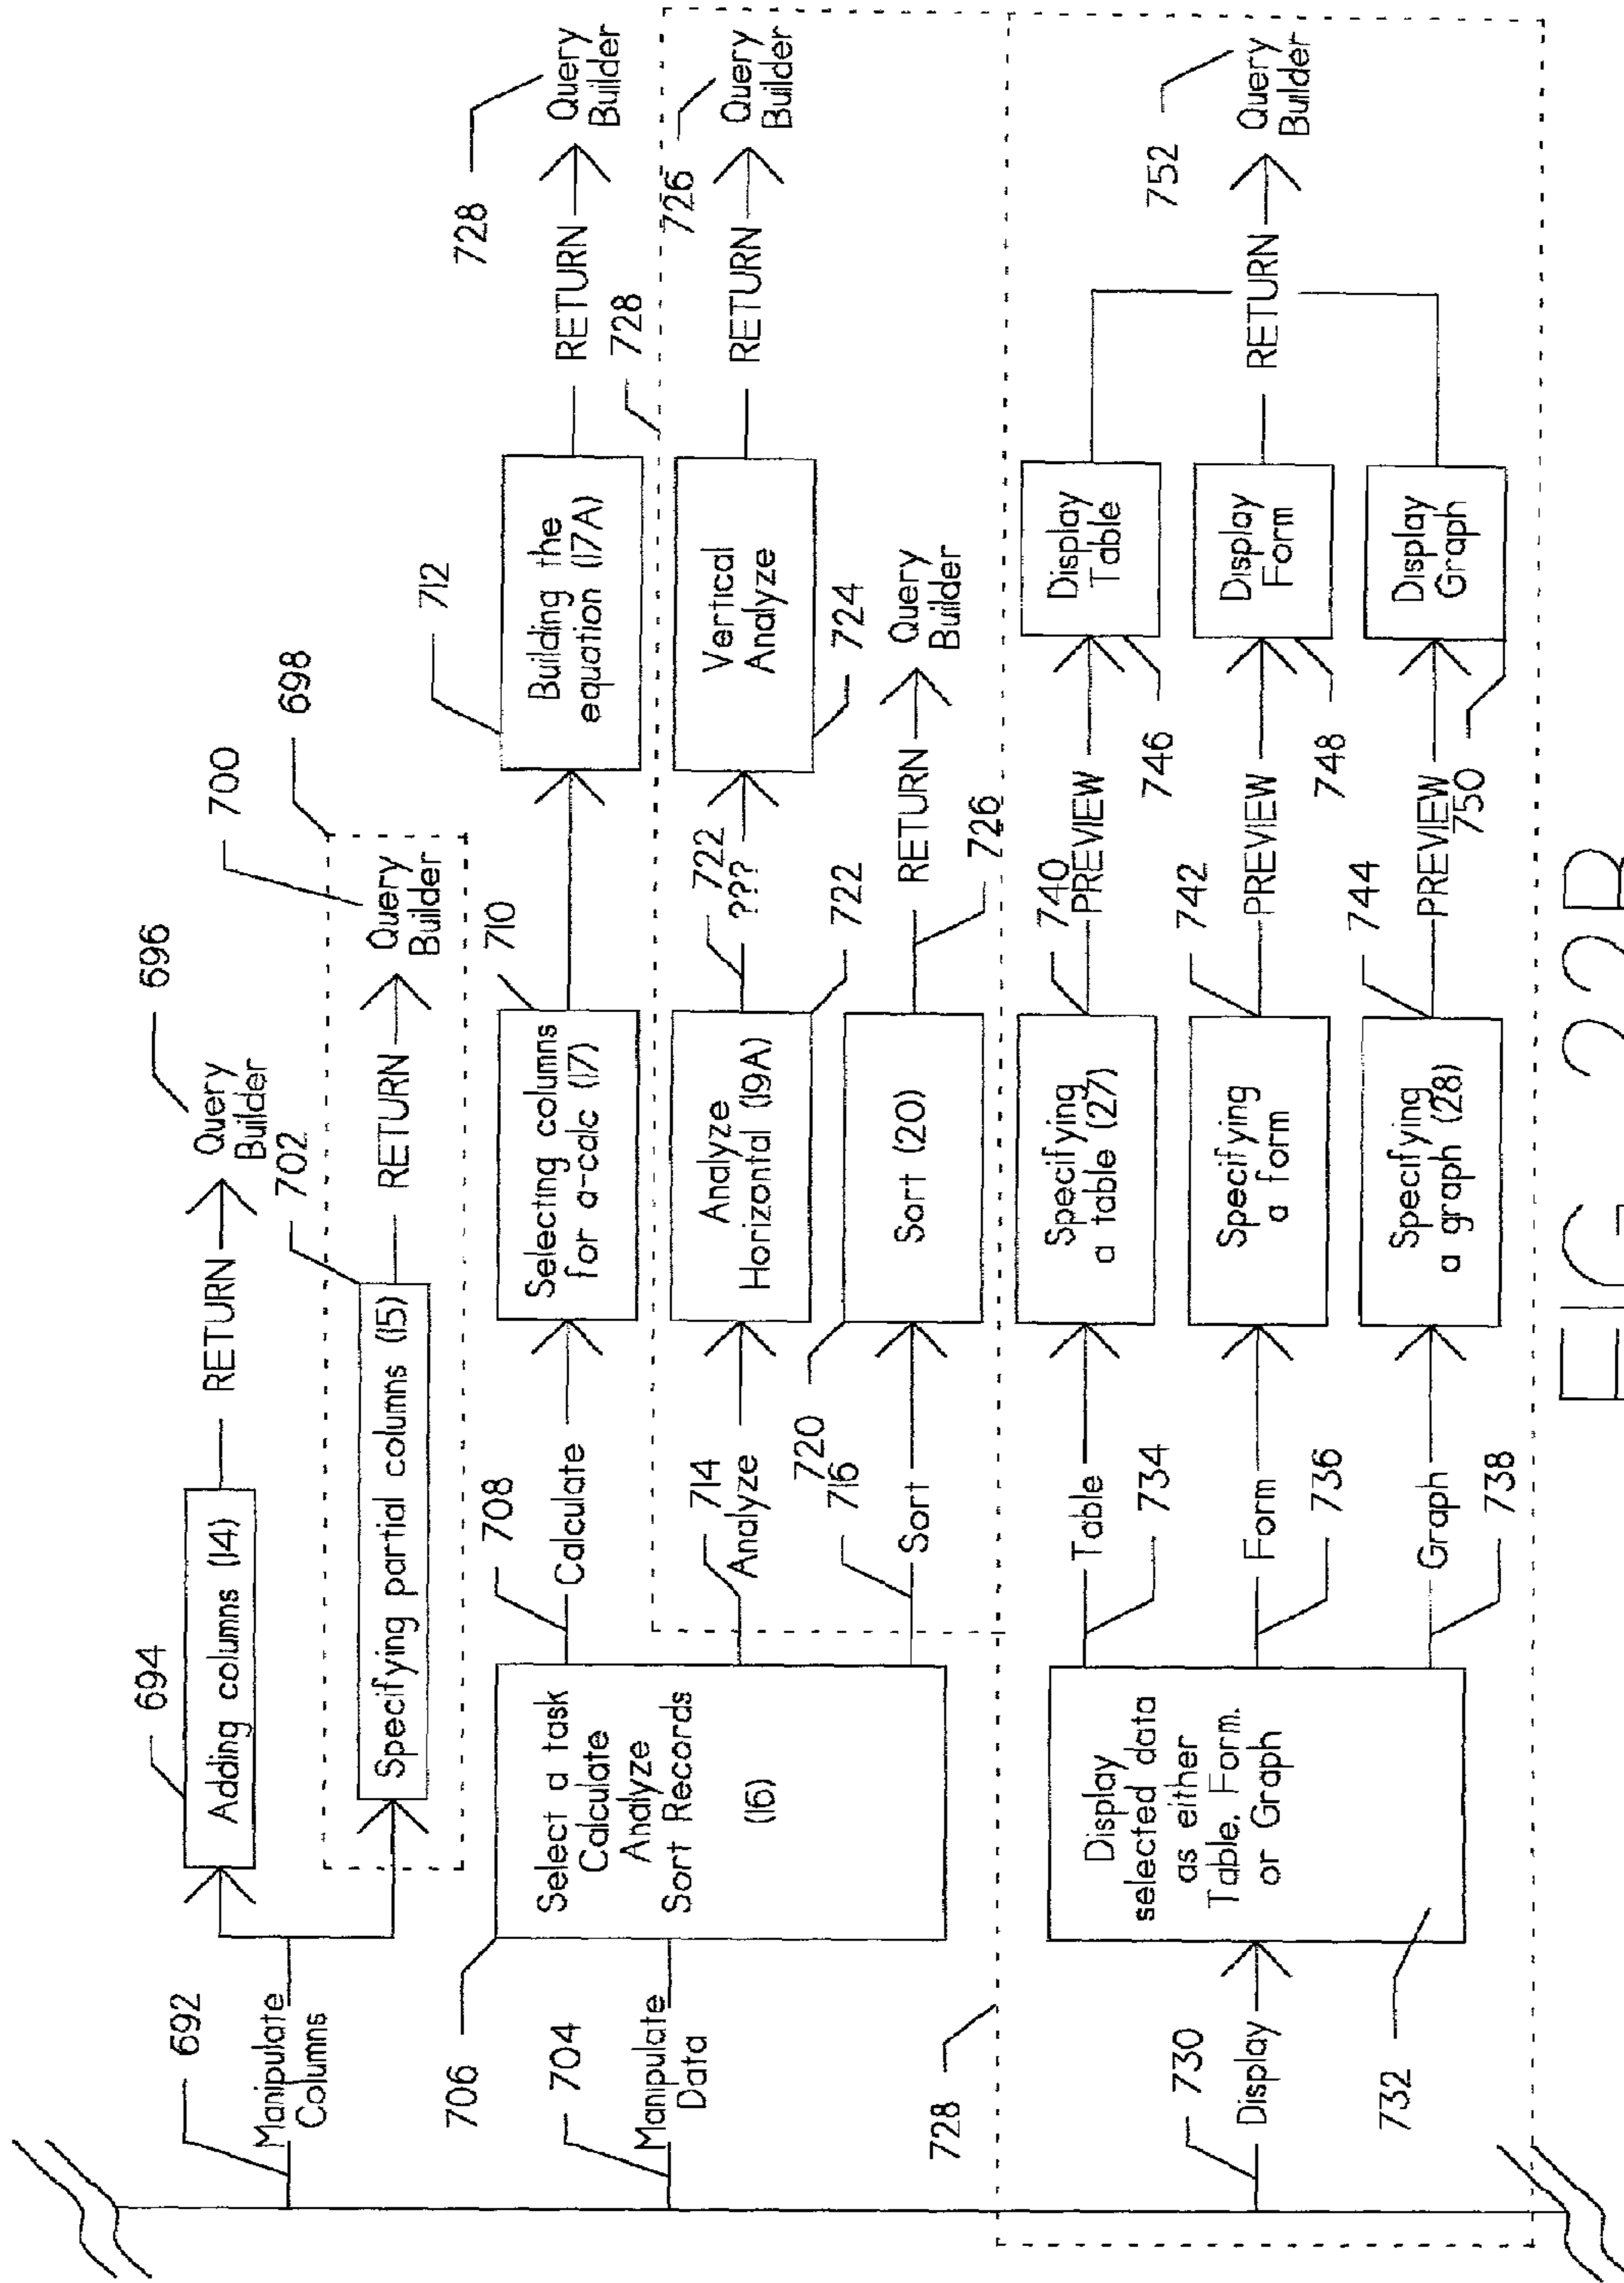 692
Manipulate
Columns
694
Adding columns (14)
RETURN
696
Query
Builder
698
700
702
Specifying partial columns (15)
RETURN
Query
Builder
704
Manipulate
Data
706
Select a task
Calculate
Analyze
Sort Records
(16)
708
Calculate
710
Selecting columns
for a-calc (17)
712
Building the
equation (17A)
RETURN
728
Query
Builder
728
714
Analyze
Analyze
Horizontal (19A)
722
???
722
Vertical
Analyze
724
RETURN
726
Query
Builder
720
716
Sort
Sort (20)
RETURN
726
Query
Builder
728
730
Display
732
Display
selected data
as either
Table. Form.
or Graph
Table
734
Specifying
a table (27)
740
PREVIEW
746
Display
Table
Form
736
Specifying
a form
742
PREVIEW
748
Display
Form
RETURN
752
Query
Builder
Graph
738
Specifying
a graph (28)
744
PREVIEW
750
Display
Graph